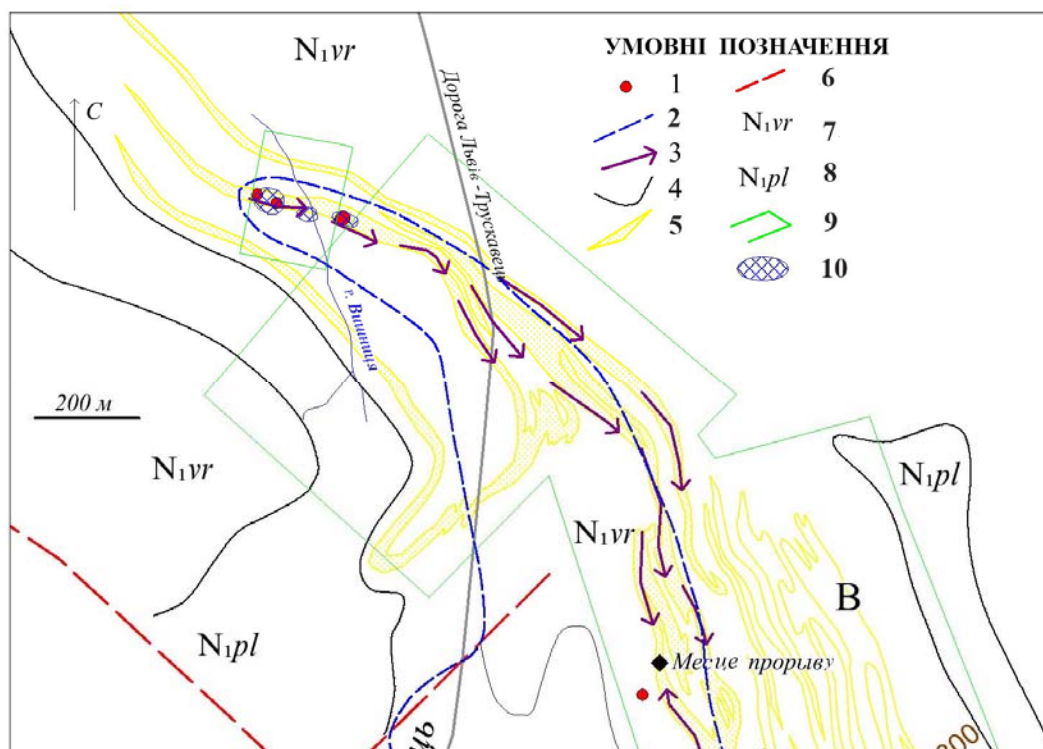 N₁vr
УМОВНІ ПОЗНАЧЕННЯ
1
2
3
4
5
6
N₁vr 7
N₁pl 8
9
10
С
Дорога Львів -Трускавець
р. Вишниця
200 м
N₁vr
N₁pl
N₁vr
N₁pl
В
Месце прорыву